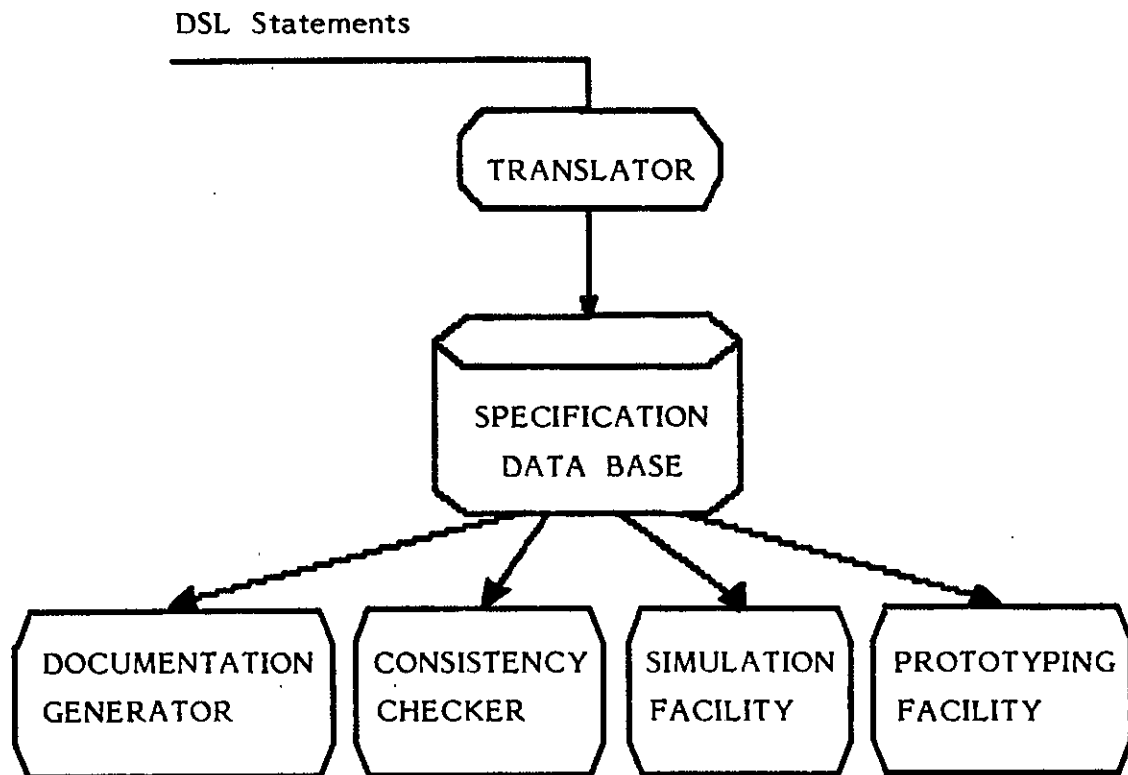 DSL Statements
TRANSLATOR
SPECIFICATION
DATA BASE
DOCUMENTATION
GENERATOR
CONSISTENCY
CHECKER
SIMULATION
FACILITY
PROTOTYPING
FACILITY